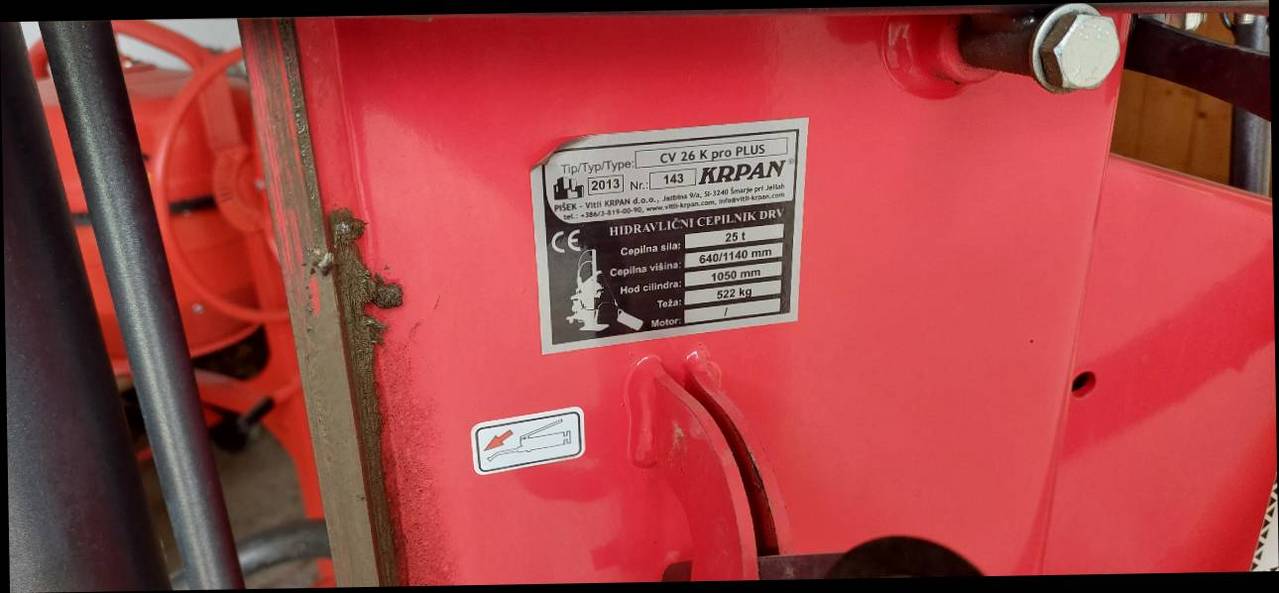 Tip/Typ/Type: CV 26 K pro PLUS
2013 Nr.: 143 KRPAN®
PIŠEK - Vitli KRPAN d.o.o., Jazbina 9/a, SI-3240 Šmarje pri Jelšah
tel.: +386/3-819-00-90, www.vitli-krpan.com, info@vitli-krpan.com
CE HIDRAVLIČNI CEPILNIK DRV
Cepilna sila: 25 t
Cepilna višina: 640/1140 mm
Hod cilindra: 1050 mm
Teža: 522 kg
Motor: /